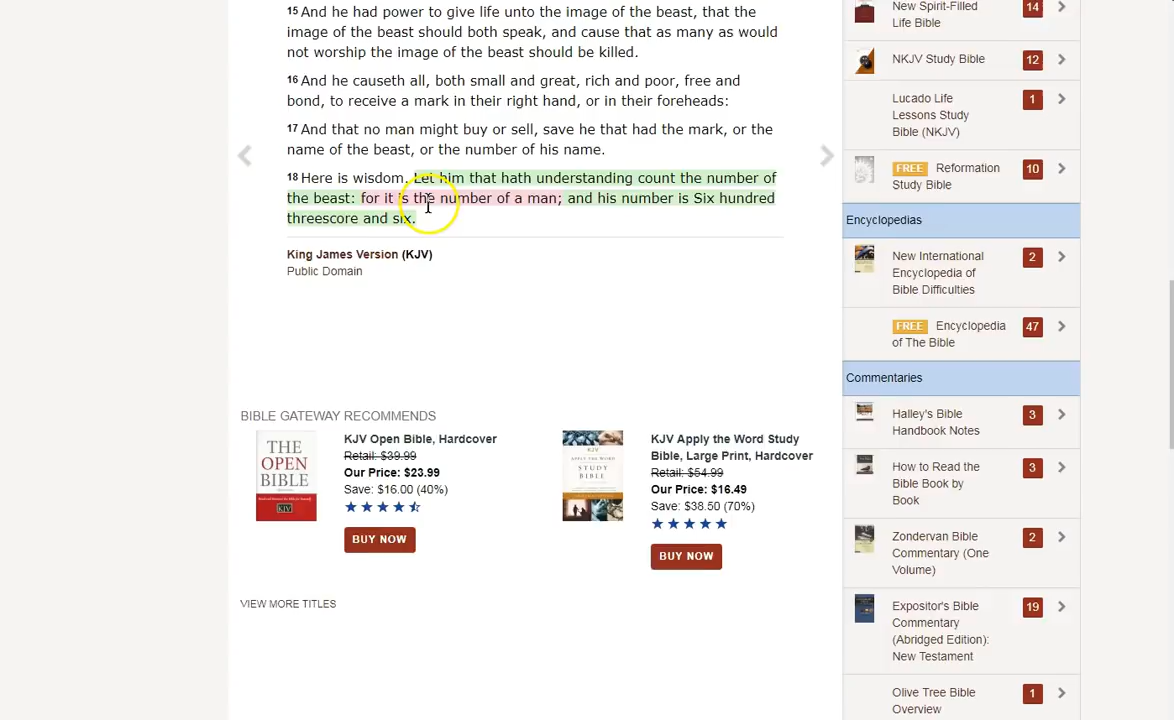 15 And he had power to give life unto the image of the beast, that the
image of the beast should both speak, and cause that as many as would
not worship the image of the beast should be killed.
16 And he causeth all, both small and great, rich and poor, free and
bond, to receive a mark in their right hand, or in their foreheads:
17 And that no man might buy or sell, save he that had the mark, or the
name of the beast, or the number of his name.
18 Here is wisdom. Let him that hath understanding count the number of
the beast: for it is the number of a man; and his number is Six hundred
threescore and six.
King James Version (KJV)
Public Domain
BIBLE GATEWAY RECOMMENDS
THE
OPEN
BIBLE
KJV
KJV Open Bible, Hardcover
Retail: $39.99
Our Price: $23.99
Save: $16.00 (40%)
BUY NOW
APPLY THE WORD
STUDY
BIBLE
KJV Apply the Word Study
Bible, Large Print, Hardcover
Retail: $54.99
Our Price: $16.49
Save: $38.50 (70%)
BUY NOW
VIEW MORE TITLES
New Spirit-Filled 14
Life Bible
NKJV Study Bible 12
Lucado Life 1
Lessons Study
Bible (NKJV)
FREE Reformation 10
Study Bible
Encyclopedias
New International 2
Encyclopedia of
Bible Difficulties
FREE Encyclopedia 47
of The Bible
Commentaries
Halley's Bible 3
Handbook Notes
How to Read the 3
Bible Book by
Book
Zondervan Bible 2
Commentary (One
Volume)
Expositor's Bible 19
Commentary
(Abridged Edition):
New Testament
Olive Tree Bible 1
Overview